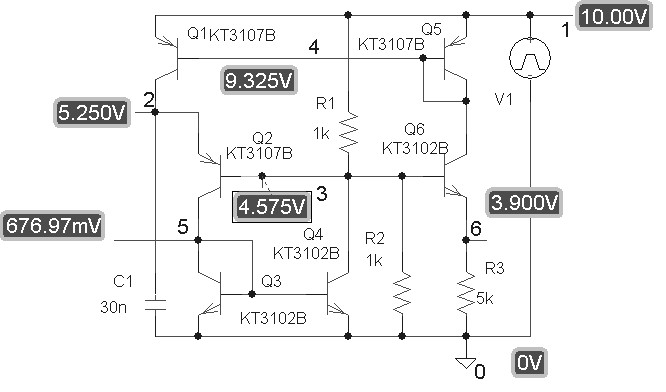 10.00V
1
Q1
KT3107B
4
KT3107B
Q5
9.325V
V1
2
5.250V
R1
1k
Q2
KT3107B
Q6
KT3102B
3
4.575V
3.900V
676.97mV
5
Q4
KT3102B
R2
1k
6
C1
30n
Q3
KT3102B
R3
5k
0
0V